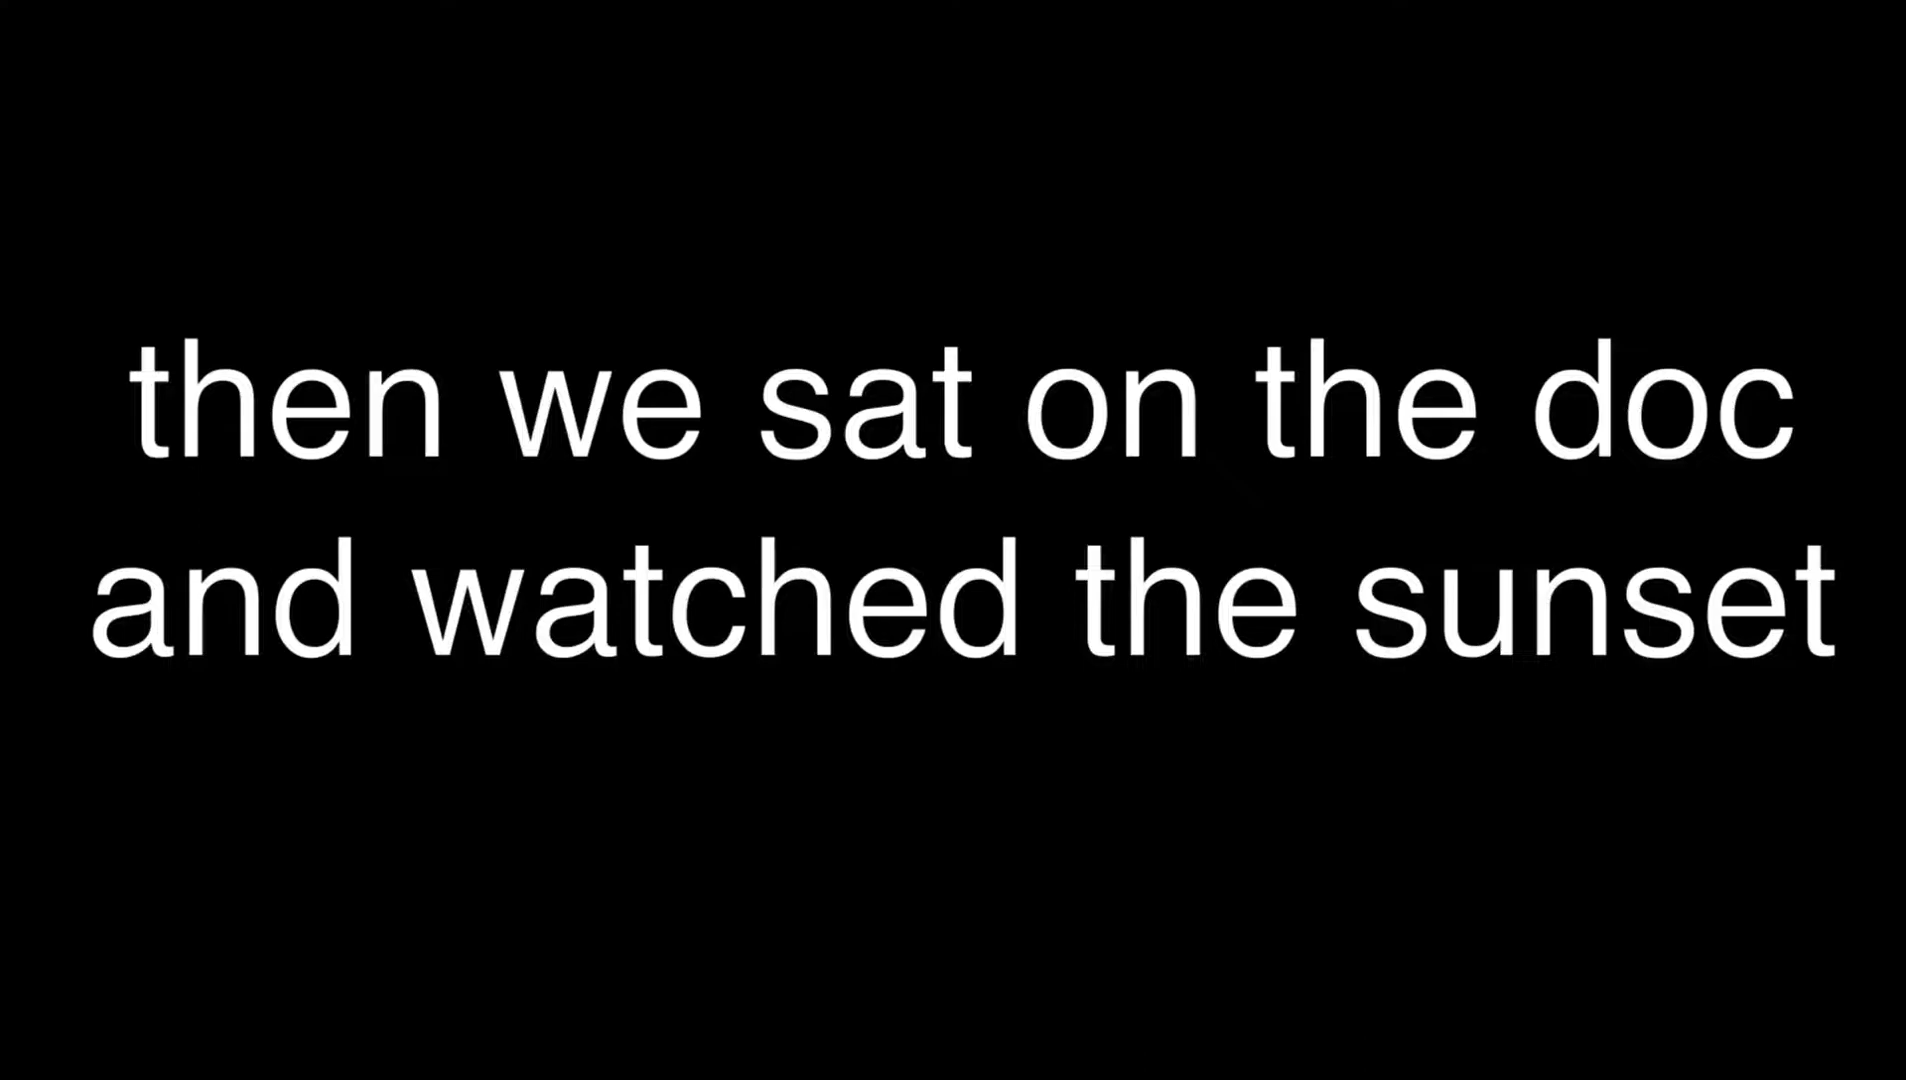 then we sat on the doc
and watched the sunset